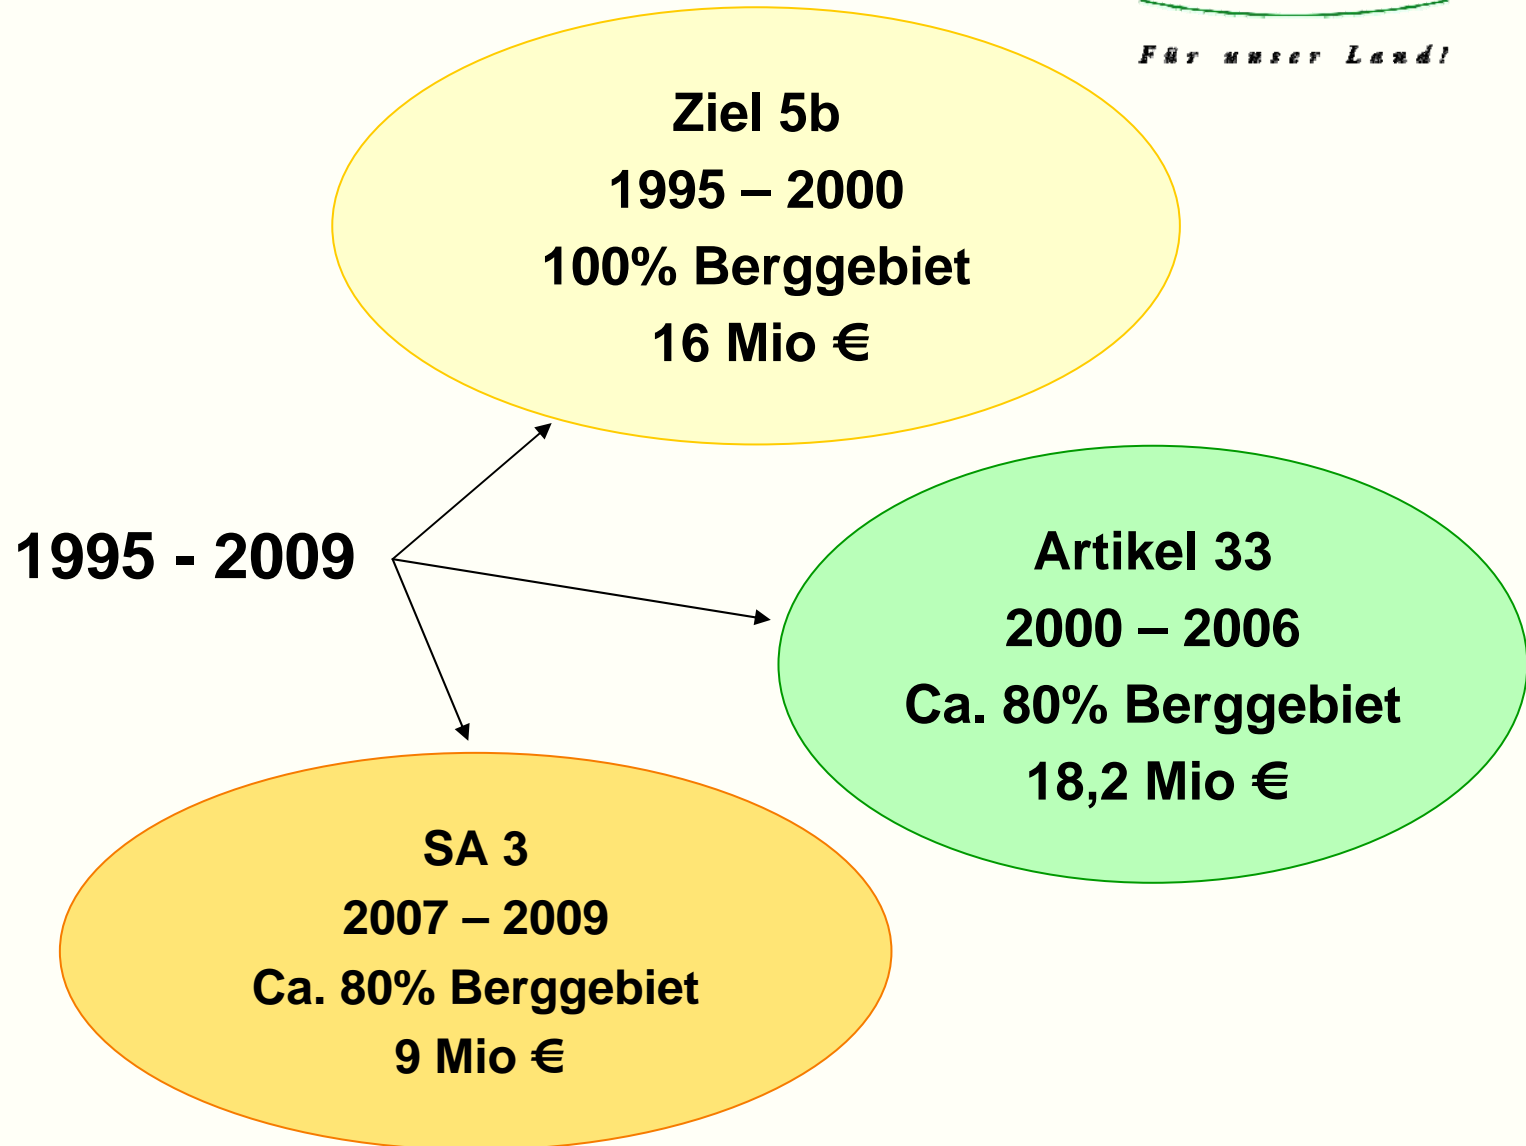 Für unser Land!
Ziel 5b
1995 – 2000
100% Berggebiet
16 Mio €
1995 - 2009
Artikel 33
2000 – 2006
Ca. 80% Berggebiet
18,2 Mio €
SA 3
2007 – 2009
Ca. 80% Berggebiet
9 Mio €